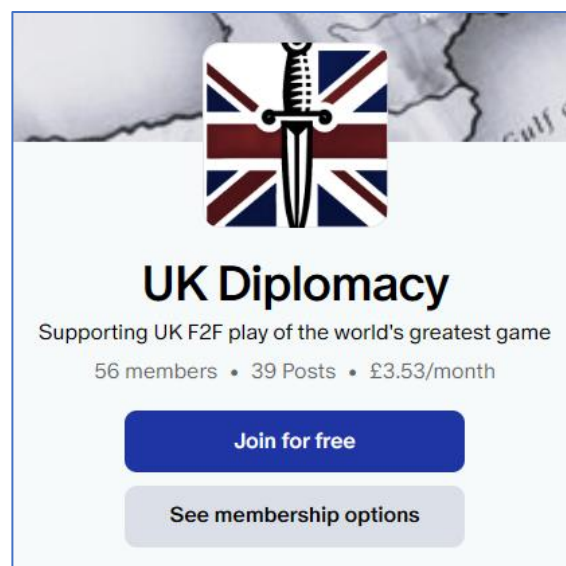 Gulf
UK Diplomacy
Supporting UK F2F play of the world's greatest game
56 members • 39 Posts • £3.53/month
Join for free
See membership options